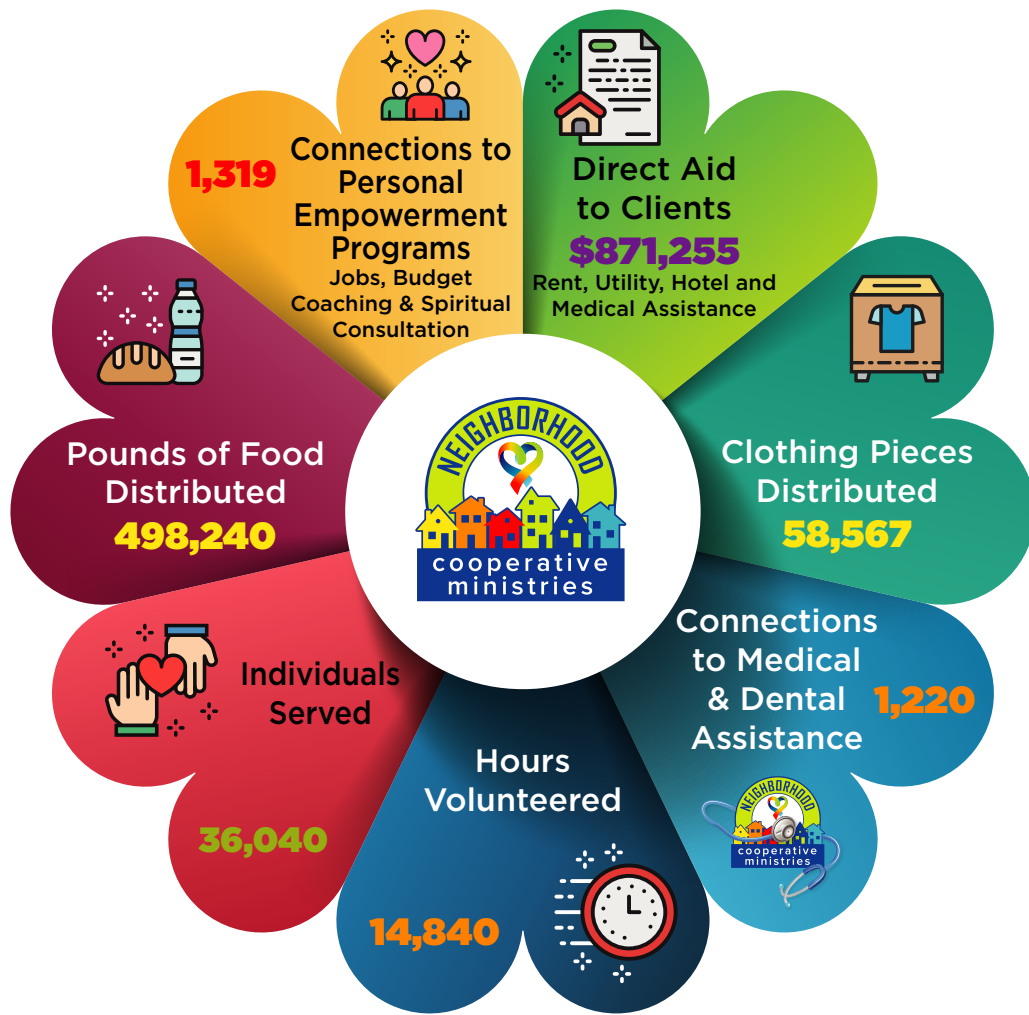 1,319
Connections to
Personal
Empowerment
Programs
Jobs, Budget
Coaching & Spiritual
Consultation
Direct Aid
to Clients
$871,255
Rent, Utility, Hotel and
Medical Assistance
Pounds of Food
Distributed
498,240
NEIGHBORHOOD
cooperative
ministries
Clothing Pieces
Distributed
58,567
Individuals
Served
36,040
Hours
Volunteered
14,840
Connections
to Medical
& Dental
Assistance
1,220
NEIGHBORHOOD
cooperative
ministries